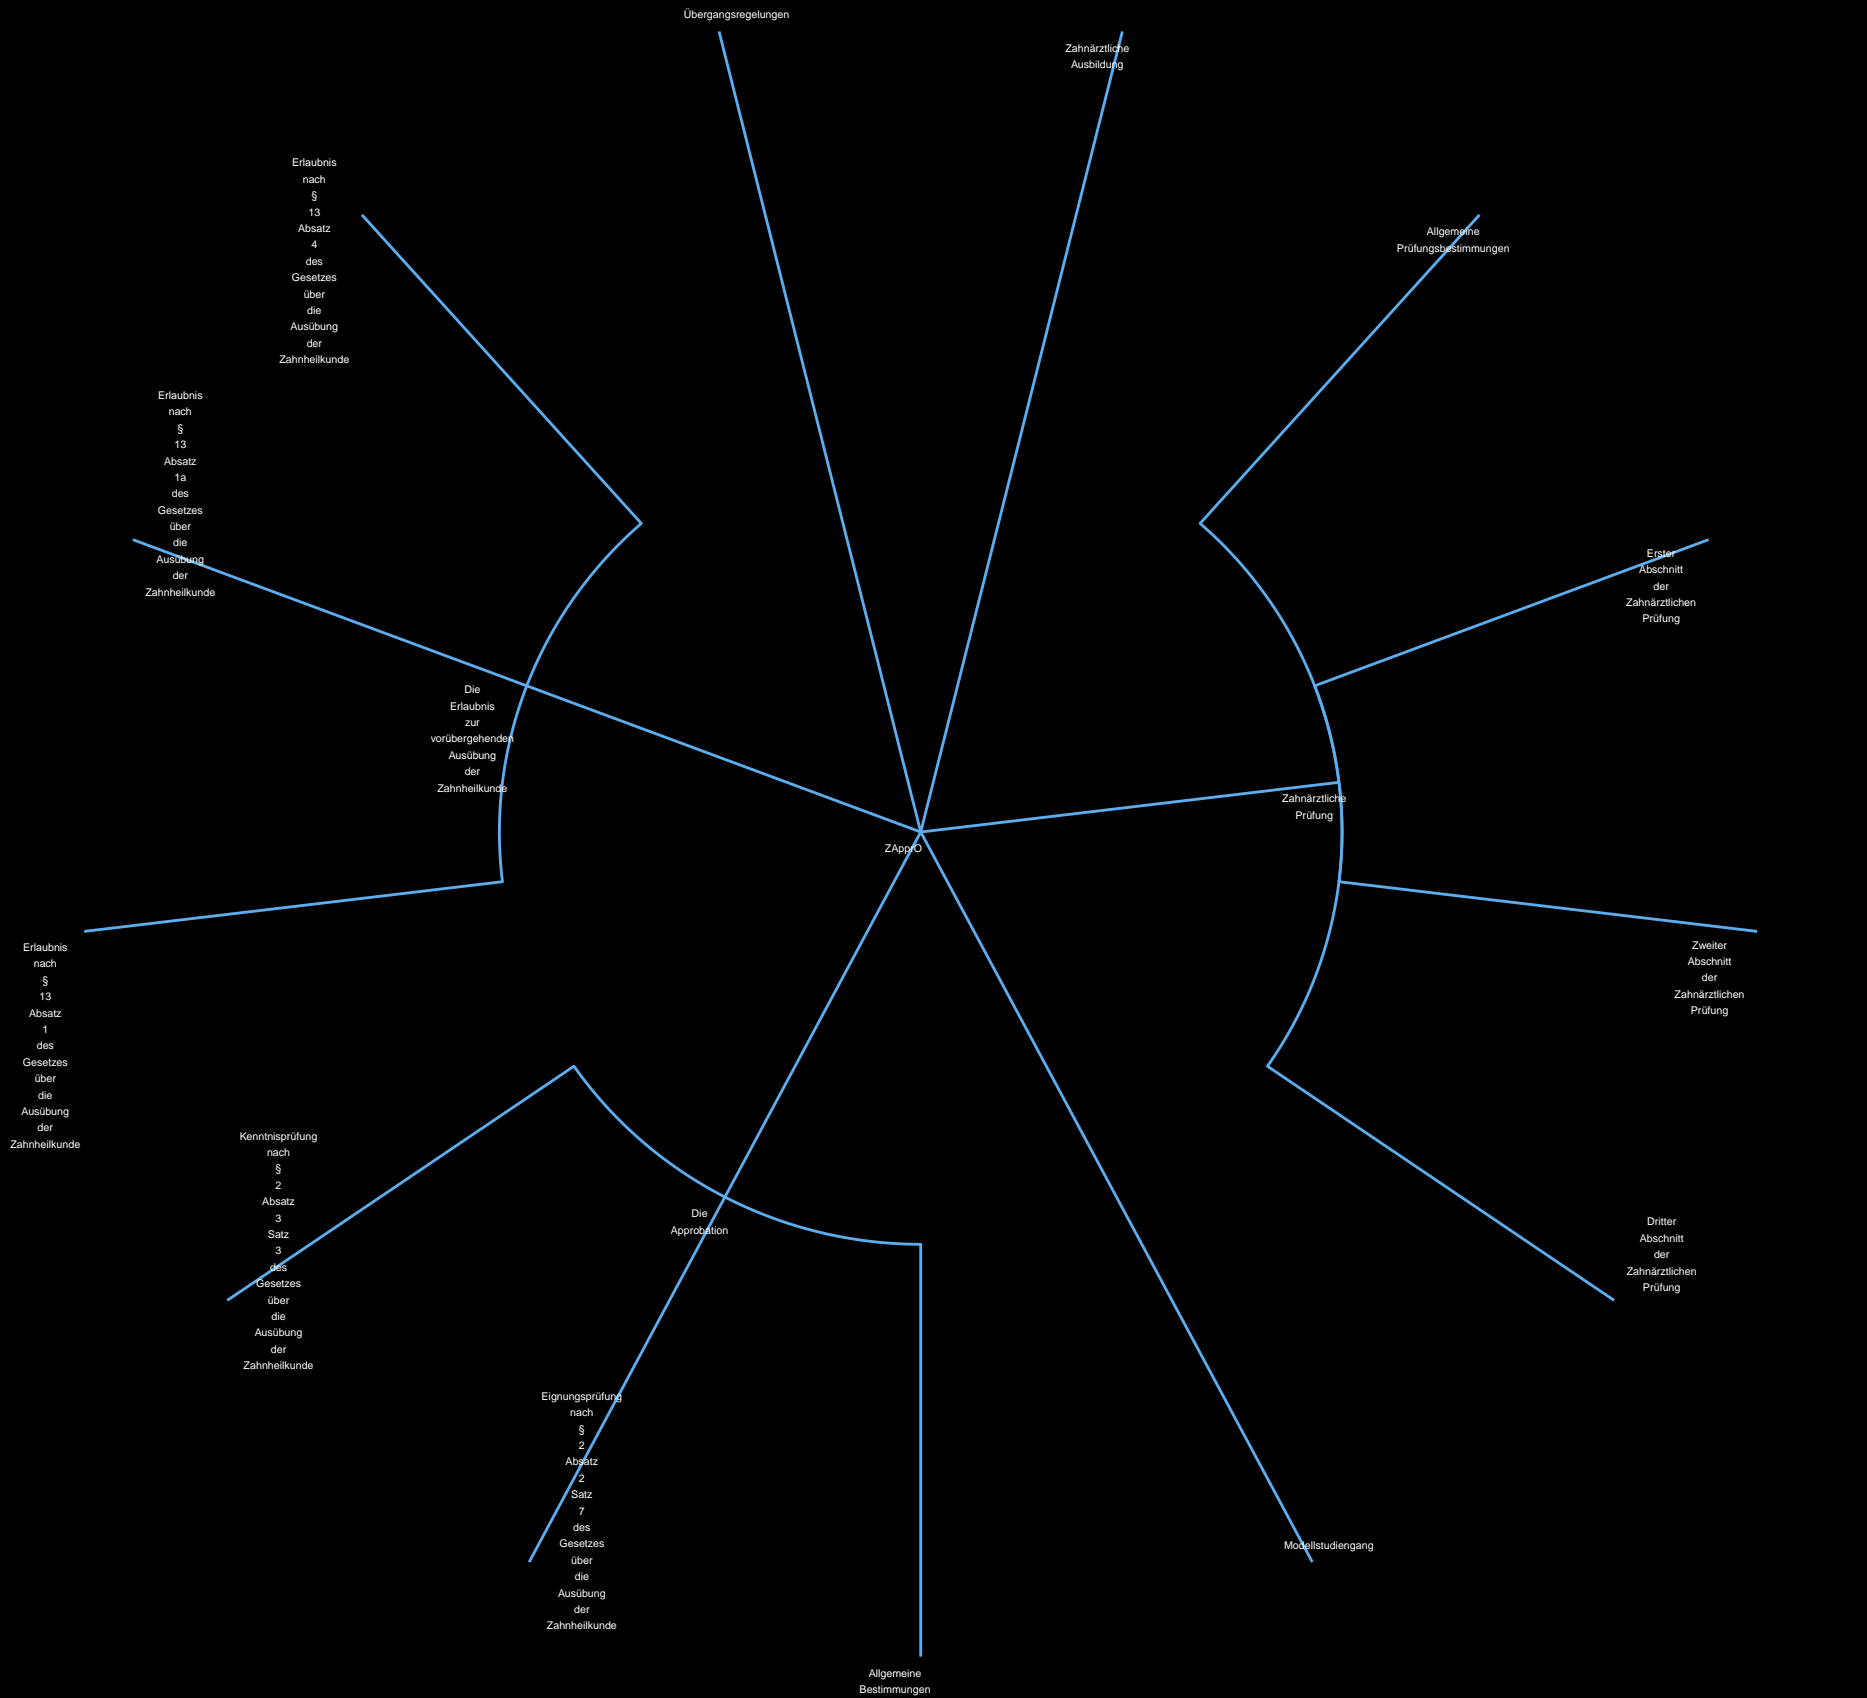 Übergangsregelungen
Zahnärztliche
Ausbildung
Erlaubnis
nach
§
13
Absatz
4
des
Gesetzes
über
die
Ausübung
der
Zahnheilkunde
Allgemeine
Prüfungsbestimmungen
Erlaubnis
nach
§
13
Absatz
1a
des
Gesetzes
über
die
Ausübung
der
Zahnheilkunde
Erster
Abschnitt
der
Zahnärztlichen
Prüfung
Die
Erlaubnis
zur
vorübergehenden
Ausübung
der
Zahnheilkunde
Zahnärztliche
Prüfung
ZApprO
Erlaubnis
nach
§
13
Absatz
1
des
Gesetzes
über
die
Ausübung
der
Zahnheilkunde
Zweiter
Abschnitt
der
Zahnärztlichen
Prüfung
Kenntnisprüfung
nach
§
2
Absatz
3
Satz
3
des
Gesetzes
über
die
Ausübung
der
Zahnheilkunde
Die
Approbation
Dritter
Abschnitt
der
Zahnärztlichen
Prüfung
Eignungsprüfung
nach
§
2
Absatz
2
Satz
7
des
Gesetzes
über
die
Ausübung
der
Zahnheilkunde
Modellstudiengang
Allgemeine
Bestimmungen